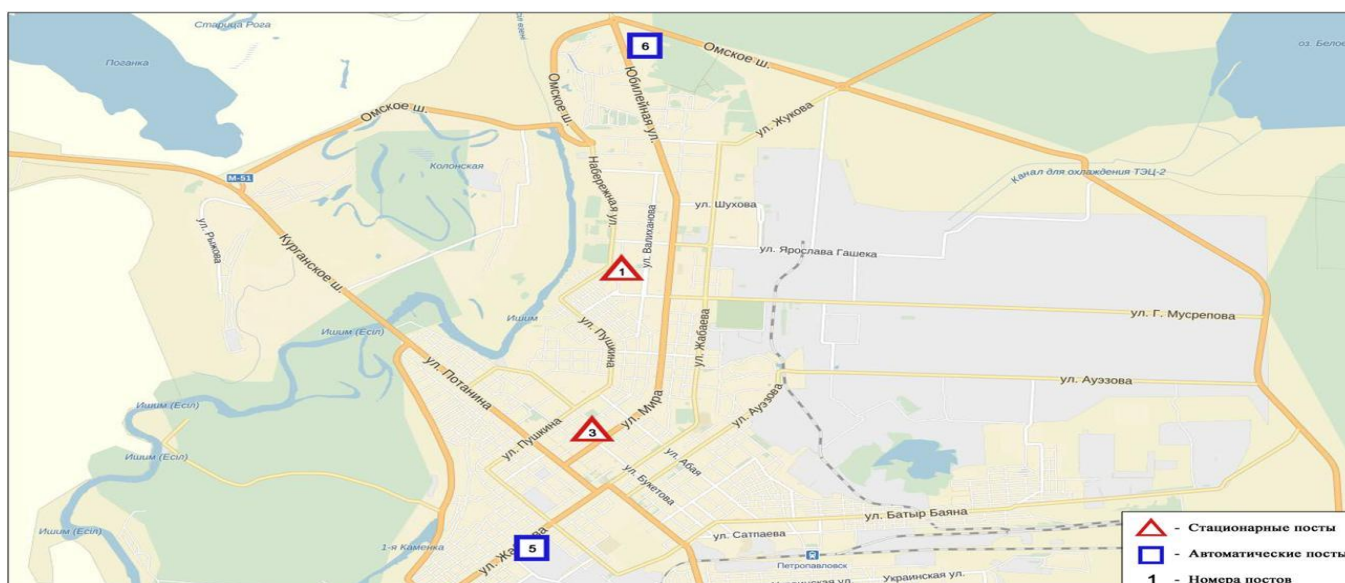 Старица Рога
Поганка
6
Омское ш.
оз. Белое
Омское ш.
Юбилейная ул.
Омское ш.
ул. Жукова
Колонская
Набережная ул.
Канал для охлаждения ТЭЦ-2
М-51
ул. Шухова
ул. Рыжкова
Курганское ш.
ул. Валиханова
ул. Ярослава Гашека
1
Ишим
ул. Г. Мусрепова
Ишим (Есіл)
ул. Пушкина
ул. Жабаева
ул. Потанина
ул. Ауэзова
Ишим (Есіл)
ул. Мира
ул. Ауэзова
3
ул. Пушкина
ул. Абая
Ишим (Есіл)
ул. Букетова
ул. Батыр Баяна
Ишим (Есіл)
1-я Каменка
ул. Сатпаева
5
Петропавловск
Украинская ул.
- Стационарные посты
- Автоматические посты
1 - Номера постов